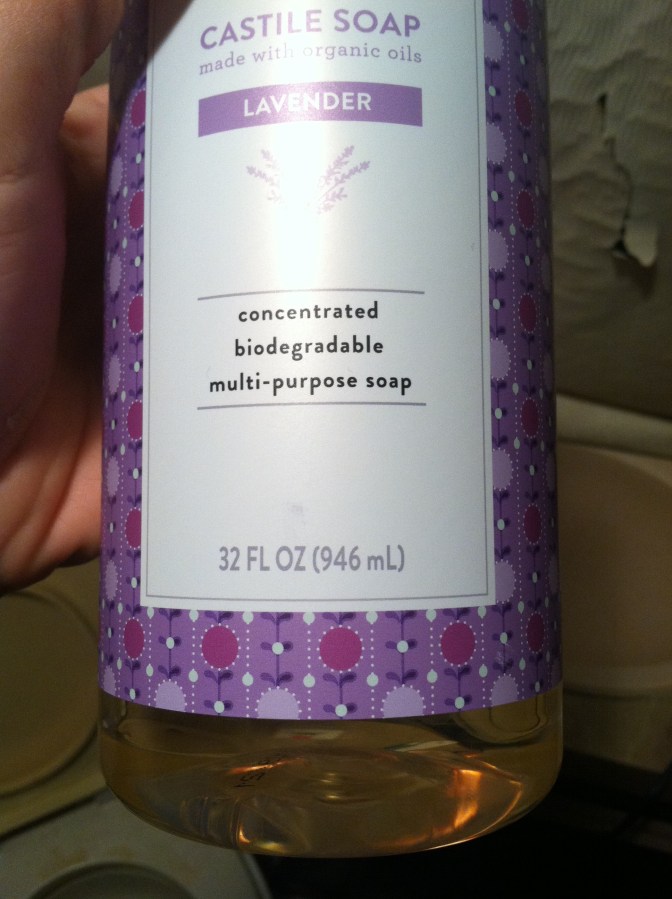 CASTILE SOAP
made with organic oils
LAVENDER
concentrated
biodegradable
multi-purpose soap
32 FL OZ (946 mL)